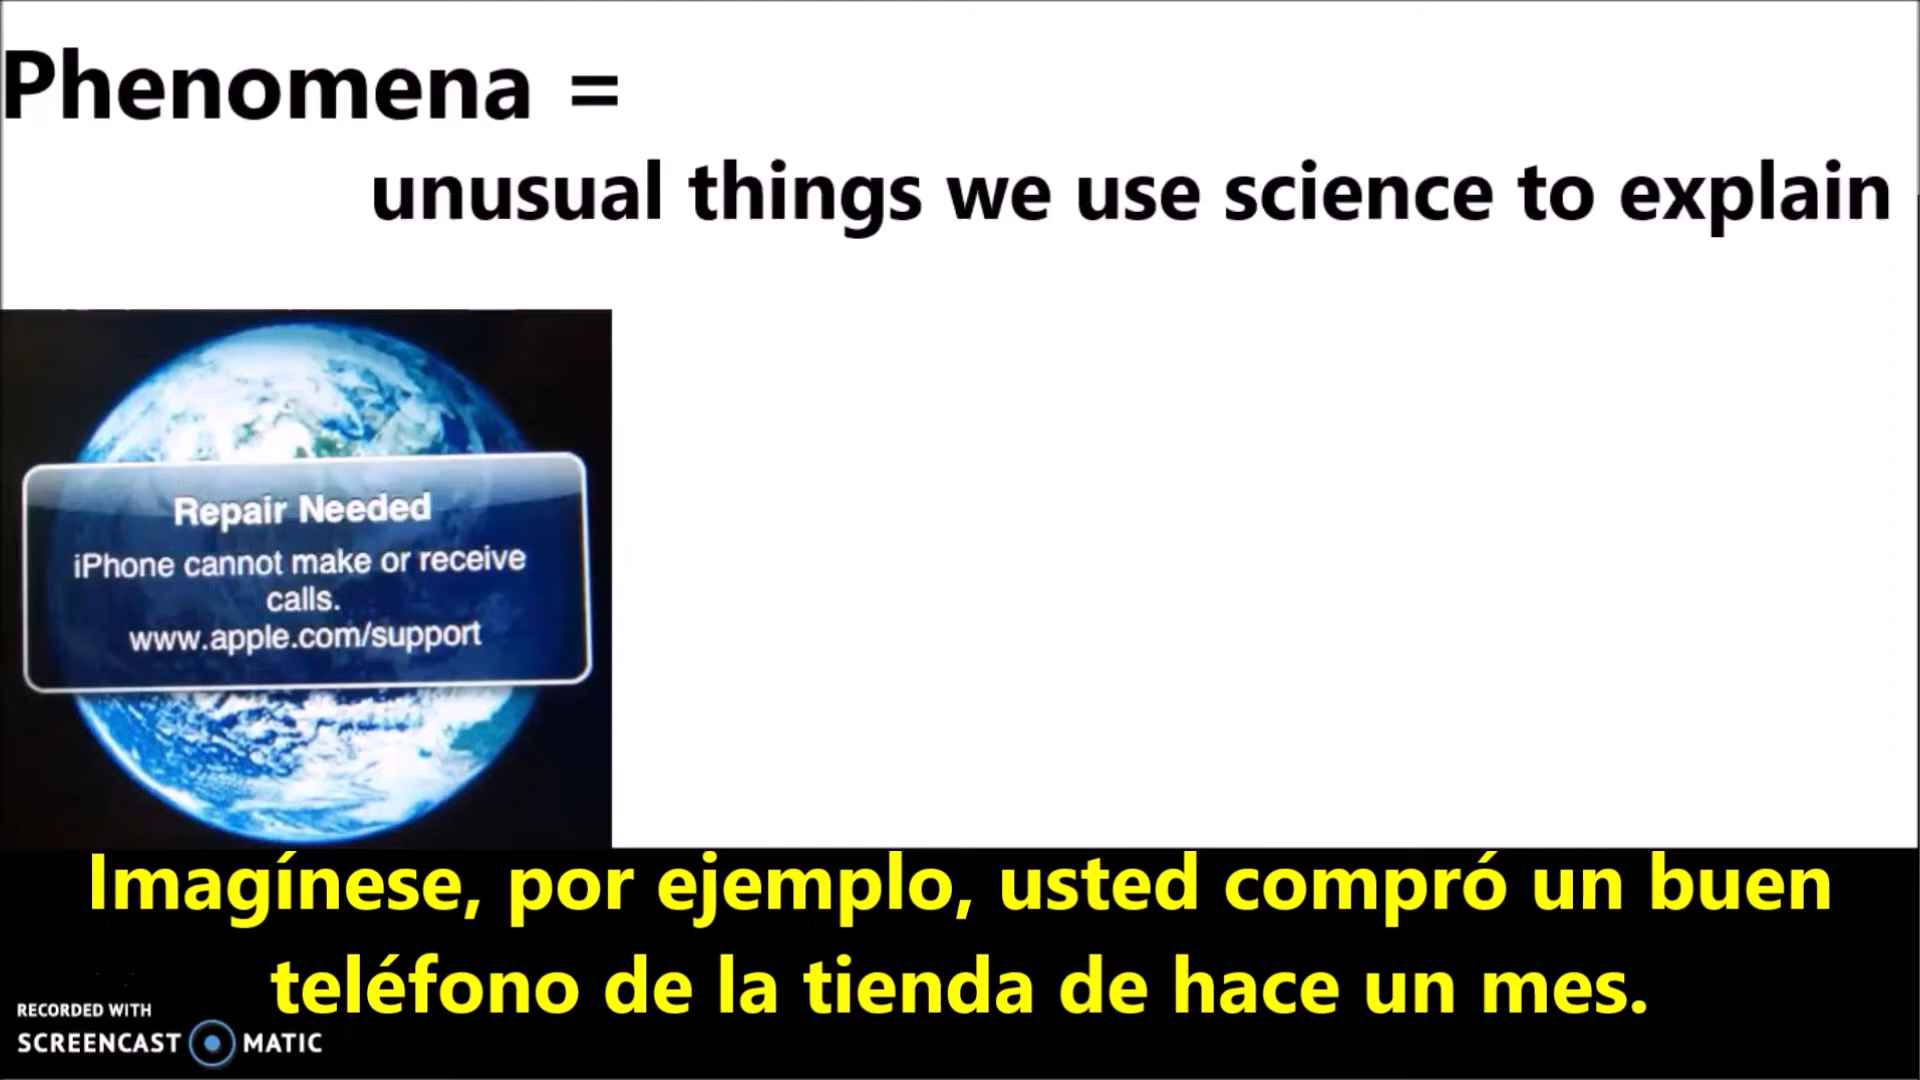 Phenomena =
unusual things we use science to explain
Repair Needed
iPhone cannot make or receive
calls.
www.apple.com/support
Imagínese, por ejemplo, usted compró un buen
teléfono de la tienda de hace un mes.
RECORDED WITH
SCREENCAST MATIC